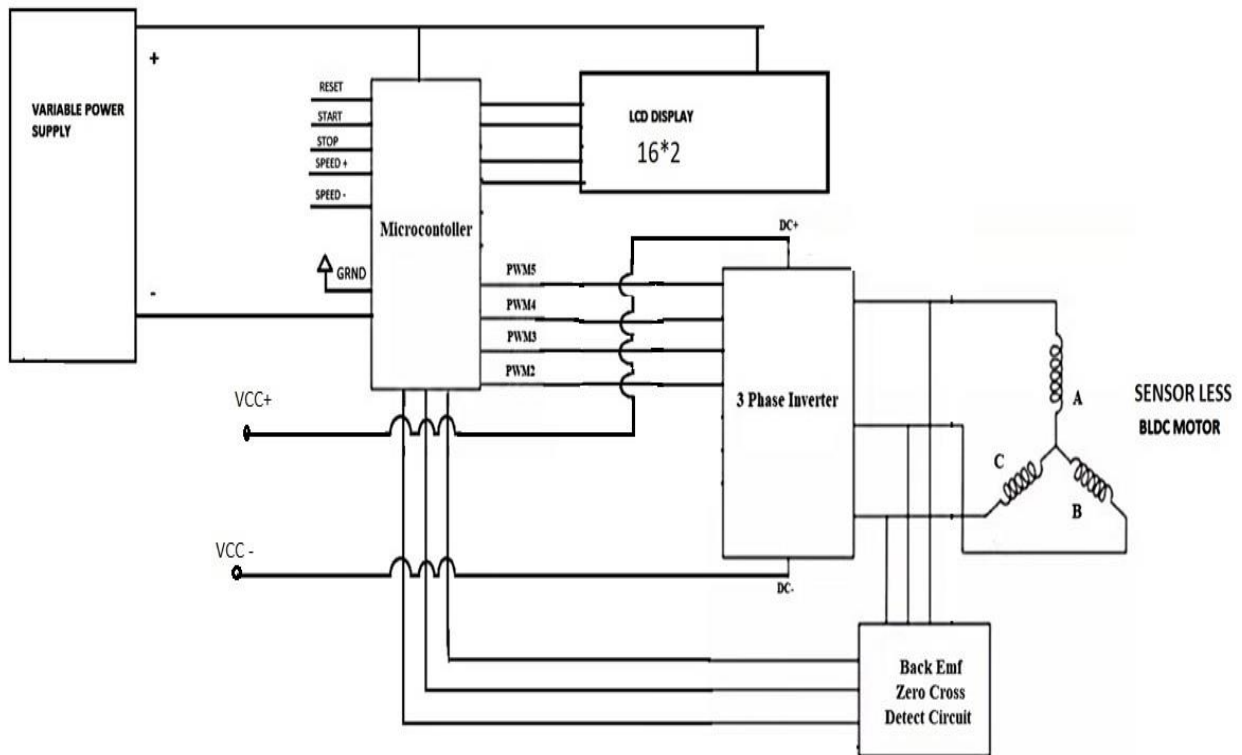 VARIABLE POWER
SUPPLY
+
-
RESET
START
STOP
SPEED +
SPEED -
GRND
Microcontoller
LCD DISPLAY
16*2
DC+
PWM5
PWM4
PWM3
PWM2
VCC+
VCC -
3 Phase Inverter
DC-
A
C
B
SENSOR LESS
BLDC MOTOR
Back Emf
Zero Cross
Detect Circuit